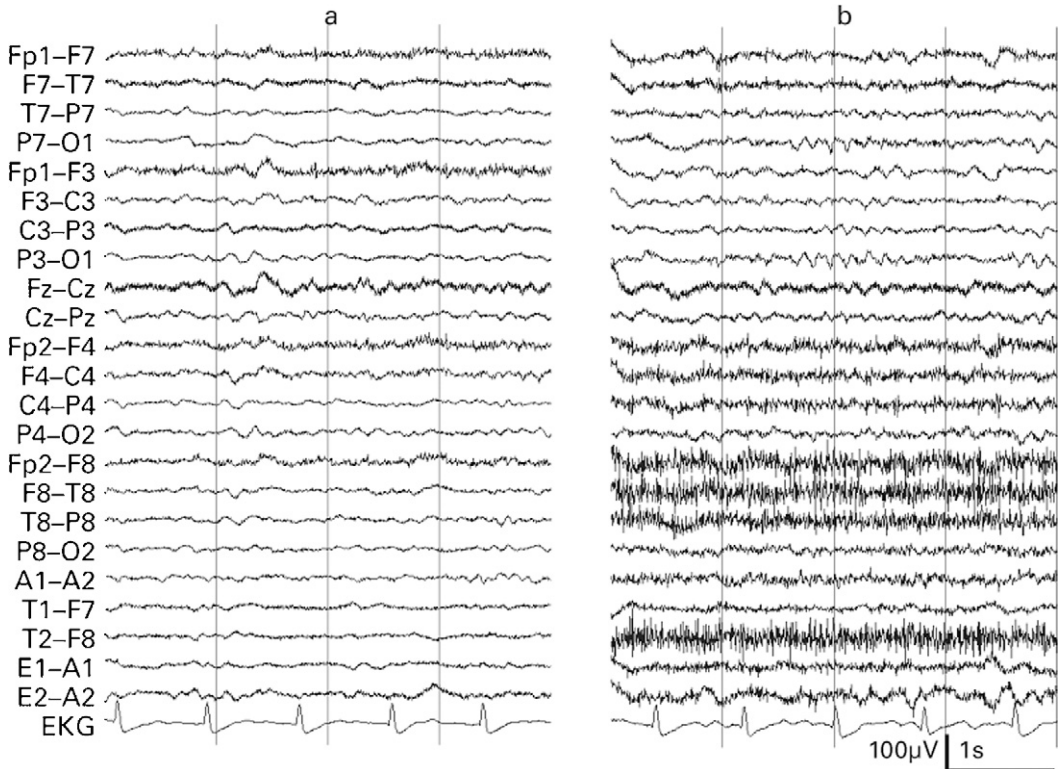 a b
Fp1–F7
F7–T7
T7–P7
P7–O1
Fp1–F3
F3–C3
C3–P3
P3–O1
Fz–Cz
Cz–Pz
Fp2–F4
F4–C4
C4–P4
P4–O2
Fp2–F8
F8–T8
T8–P8
P8–O2
A1–A2
T1–F7
T2–F8
E1–A1
E2–A2
EKG
100µV 1s